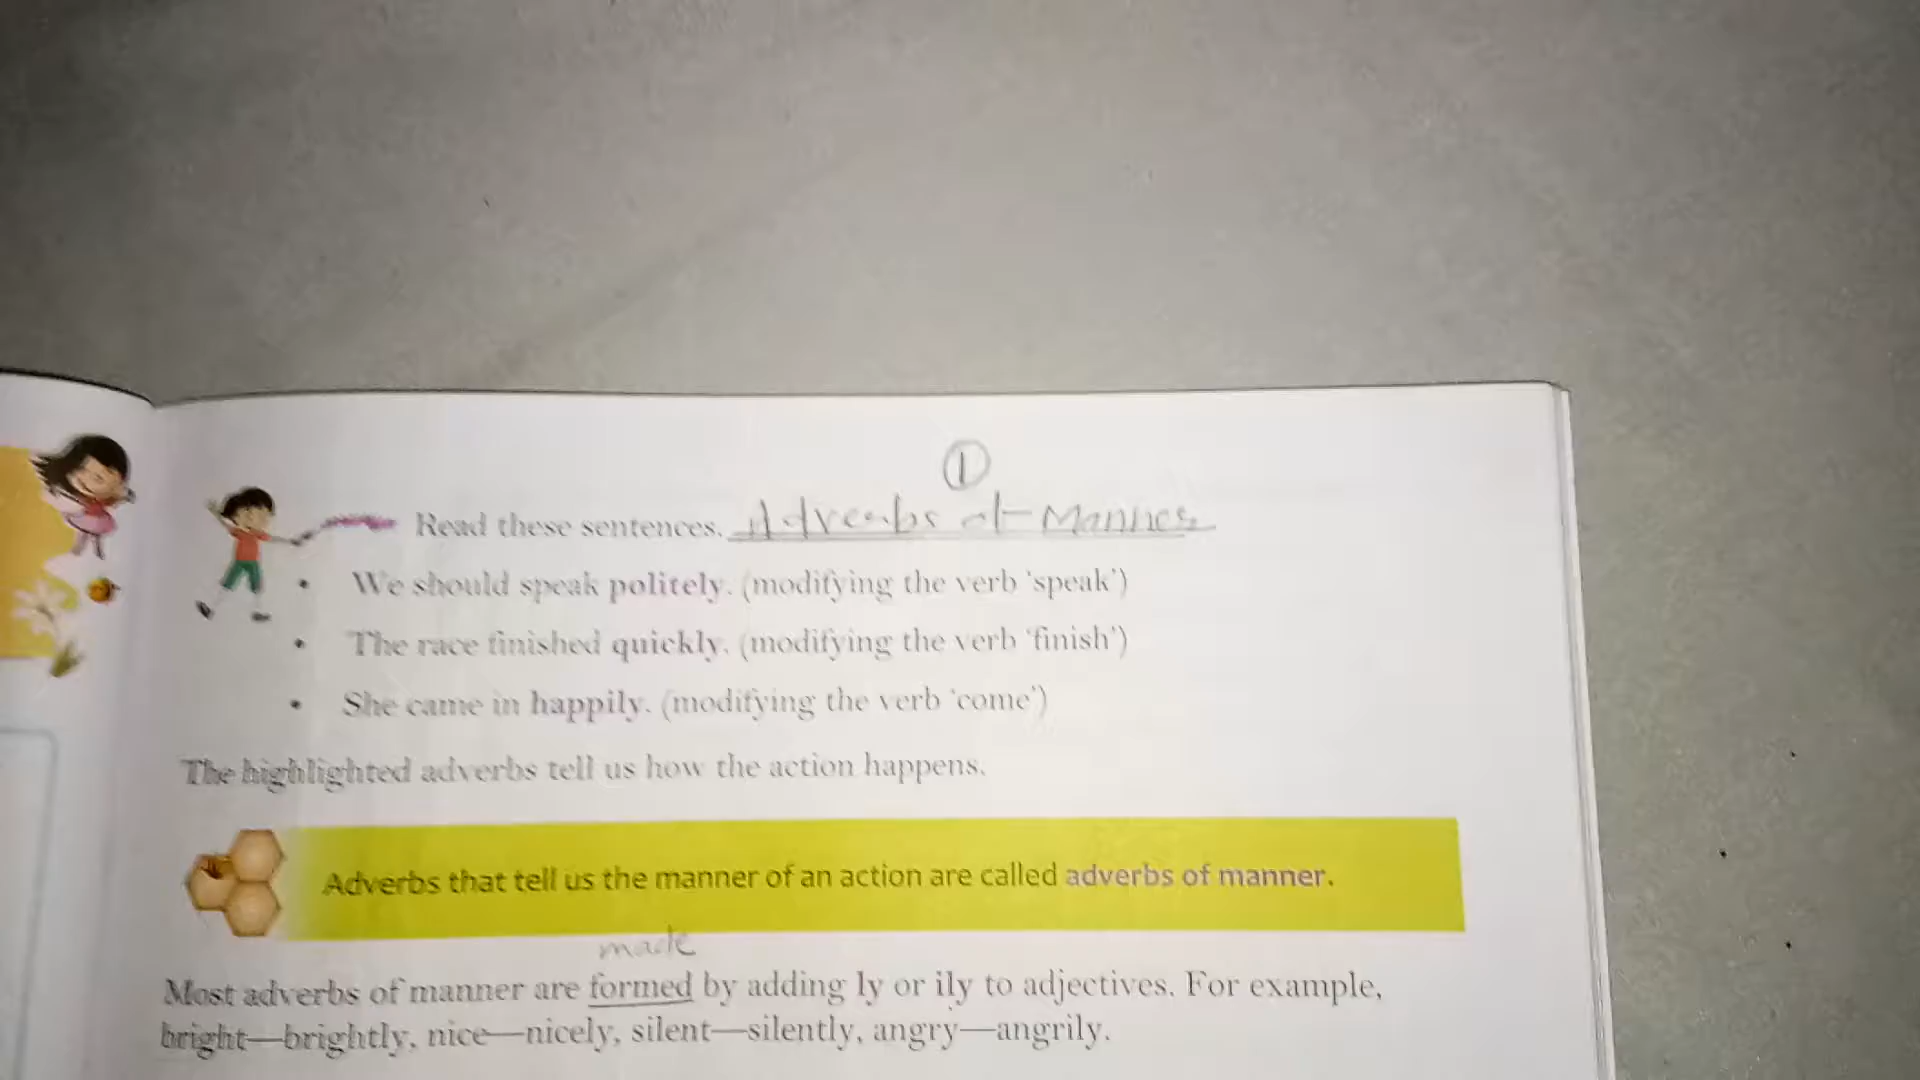 ①
Read these sentences. Adverbs of Manner
• We should speak politely. (modifying the verb 'speak')
• The race finished quickly. (modifying the verb 'finish')
• She came in happily. (modifying the verb 'come')
The highlighted adverbs tell us how the action happens.
Adverbs that tell us the manner of an action are called adverbs of manner.
made
Most adverbs of manner are formed by adding ly or ily to adjectives. For example,
bright—brightly, nice—nicely, silent—silently, angry—angrily.